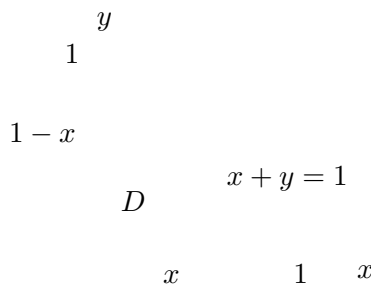 y
1
1 − x
x + y = 1
D
x 1 x